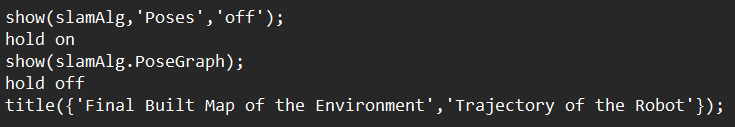 show(slamAlg,'Poses','off');
hold on
show(slamAlg.PoseGraph);
hold off
title({'Final Built Map of the Environment','Trajectory of the Robot'});